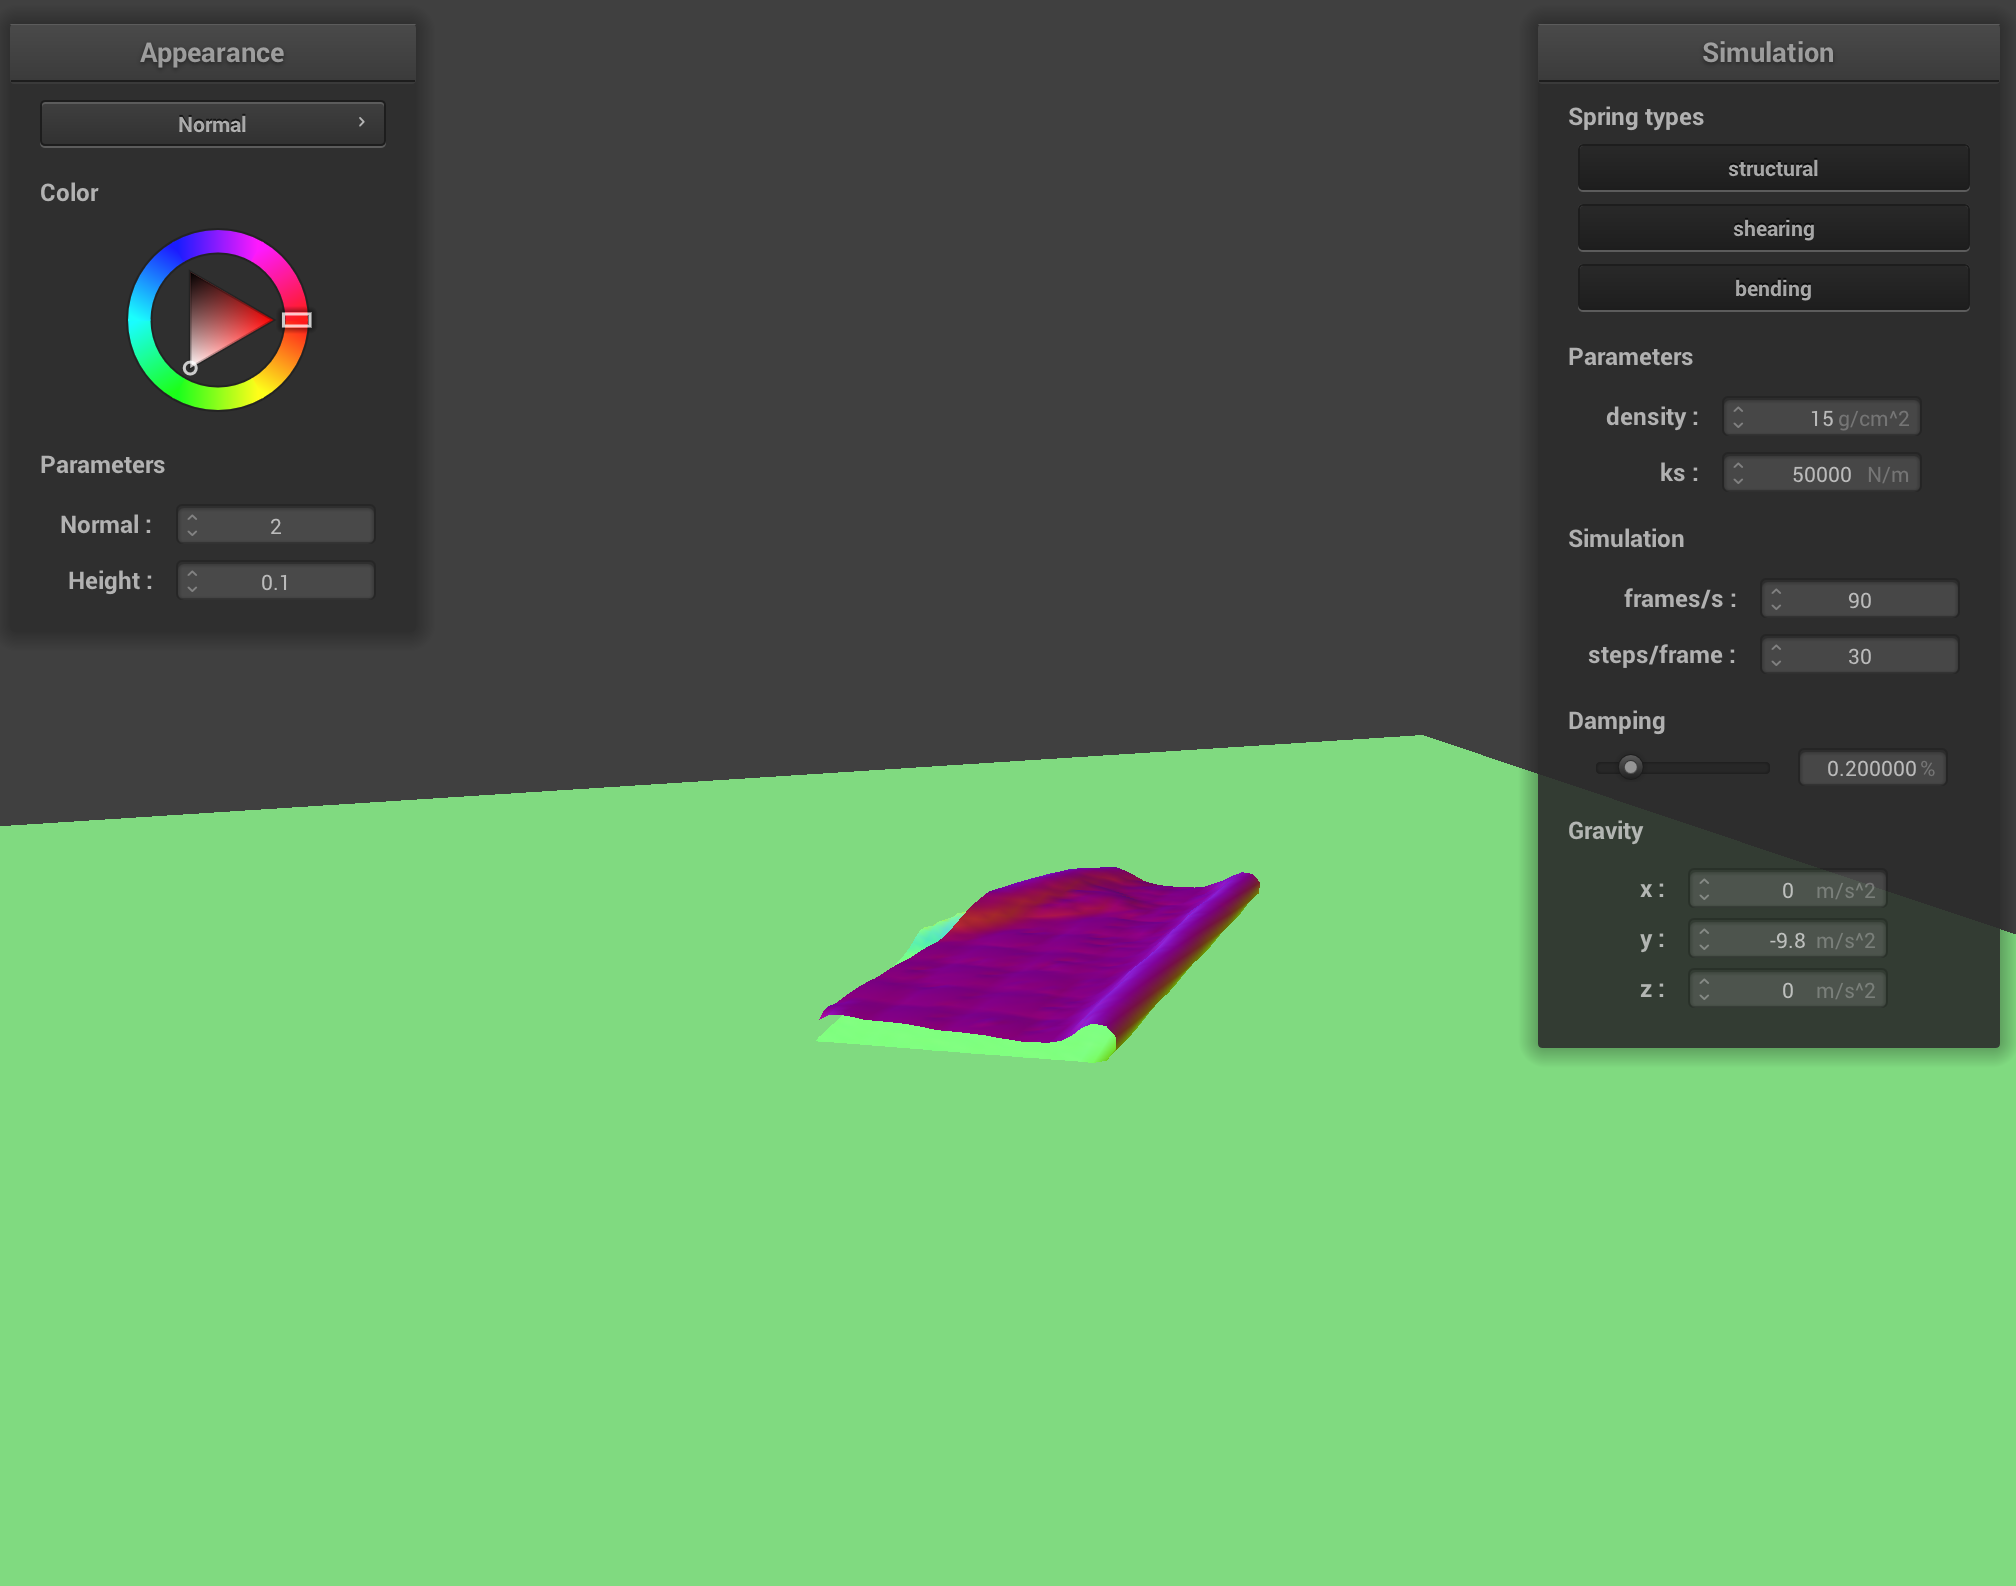 Appearance
Normal
Color
Parameters
Normal : 2
Height : 0.1
Simulation
Spring types
structural
shearing
bending
Parameters
density : 15 g/cm^2
ks : 50000 N/m
Simulation
frames/s : 90
steps/frame : 30
Damping
0.200000 %
Gravity
x : 0 m/s^2
y : -9.8 m/s^2
z : 0 m/s^2